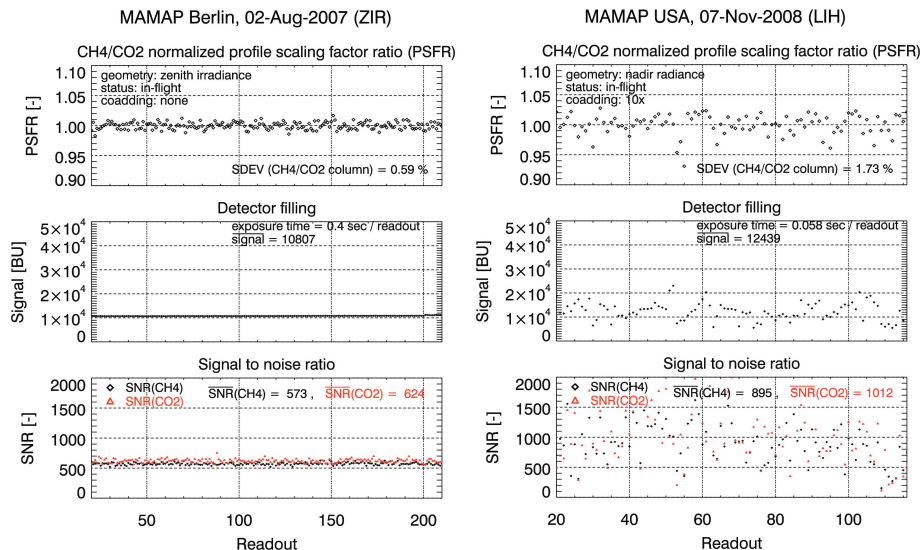 MAMAP Berlin, 02-Aug-2007 (ZIR)
CH4/CO2 normalized profile scaling factor ratio (PSFR)
PSFR [-]
1.10
1.05
1.00
0.95
0.90
geometry: zenith irradiance
status: in-flight
coadding: none
SDEV (CH4/CO2 column) = 0.59 %
Detector filling
Signal [BU]
5×10⁴
4×10⁴
3×10⁴
2×10⁴
1×10⁴
0
exposure time = 0.4 sec / readout
signal = 10807
Signal to noise ratio
SNR [-]
2000
1500
1000
500
0
SNR(CH4)
SNR(CO2)
SNR(CH4) = 573 , SNR(CO2) = 624
50 100 150 200
Readout
MAMAP USA, 07-Nov-2008 (LIH)
CH4/CO2 normalized profile scaling factor ratio (PSFR)
PSFR [-]
1.10
1.05
1.00
0.95
0.90
geometry: nadir radiance
status: in-flight
coadding: 10x
SDEV (CH4/CO2 column) = 1.73 %
Detector filling
Signal [BU]
5×10⁴
4×10⁴
3×10⁴
2×10⁴
1×10⁴
0
exposure time = 0.058 sec / readout
signal = 12439
Signal to noise ratio
SNR [-]
2000
1500
1000
500
0
SNR(CH4)
SNR(CO2)
SNR(CH4) = 895 , SNR(CO2) = 1012
20 40 60 80 100
Readout